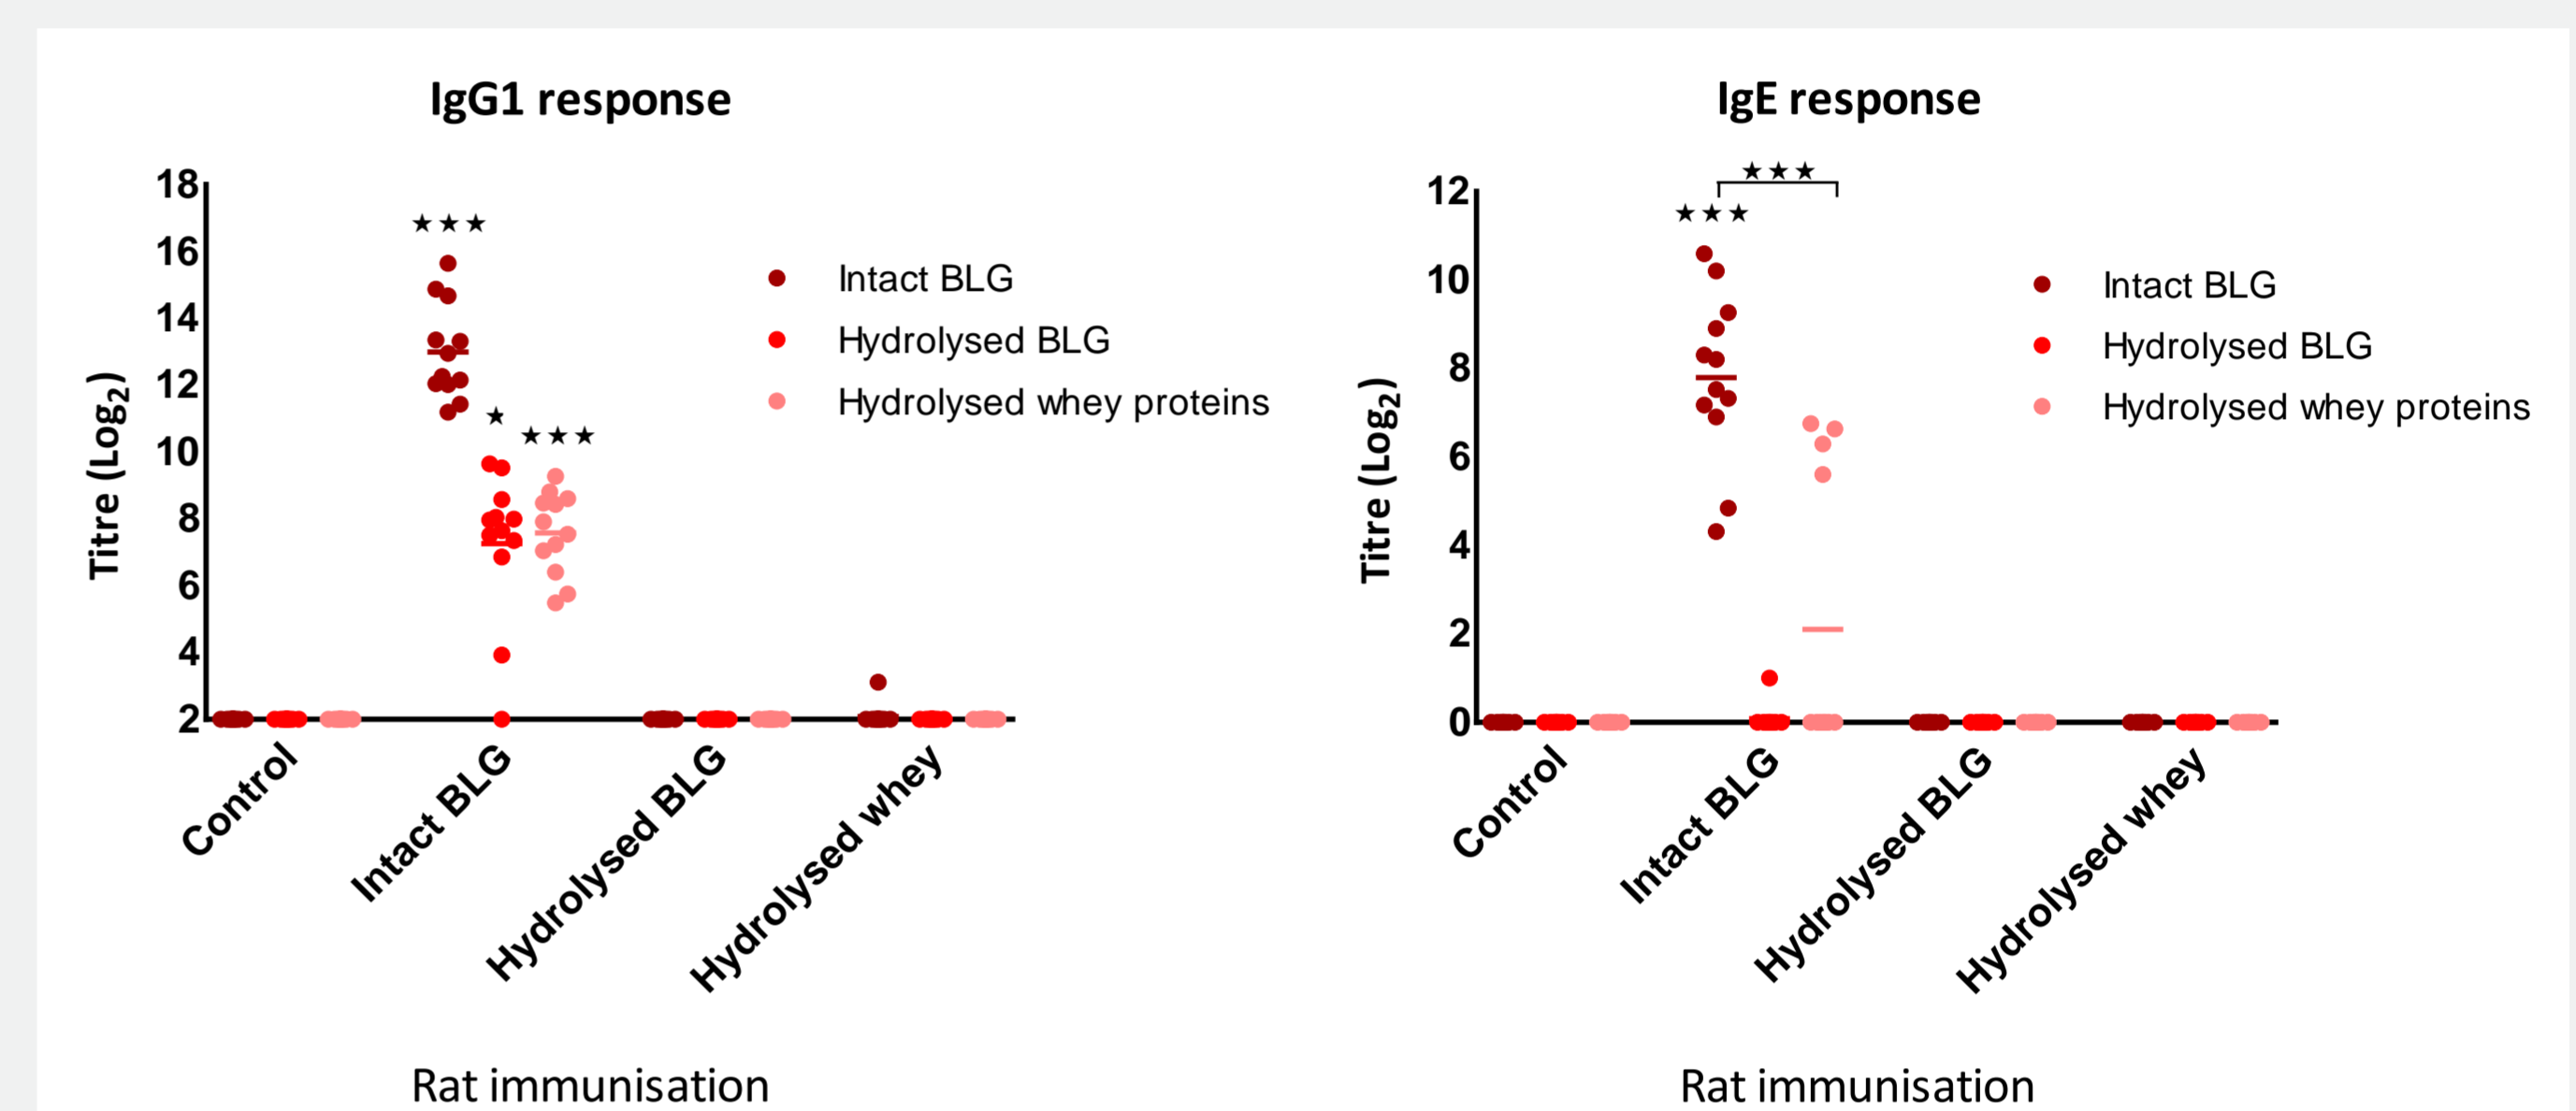 IgG1 response
★★★
★
★★★
18
16
14
12
10
8
6
4
2
Titre (Log₂)
Intact BLG
Hydrolysed BLG
Hydrolysed whey proteins
Control
Intact BLG
Hydrolysed BLG
Hydrolysed whey
Rat immunisation
IgE response
★★★
★★★
12
10
8
6
4
2
0
Titre (Log₂)
Intact BLG
Hydrolysed BLG
Hydrolysed whey proteins
Control
Intact BLG
Hydrolysed BLG
Hydrolysed whey
Rat immunisation